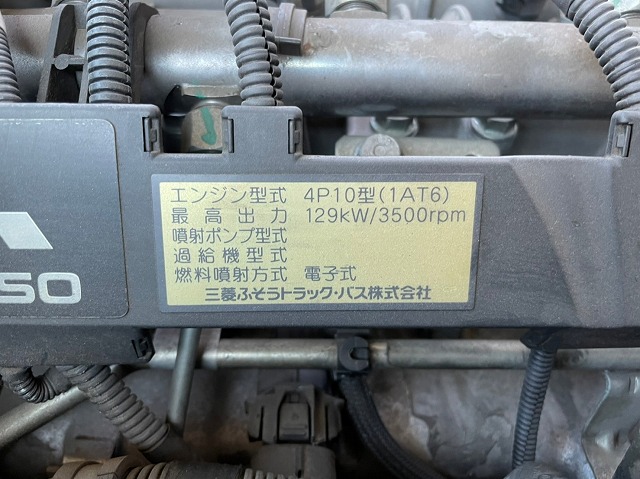 エンジン型式 4P10型(1AT6)
最高出力 129kW/3500rpm
噴射ポンプ型式
過給機型式
燃料噴射方式 電子式
三菱ふそうトラック・バス株式会社
50